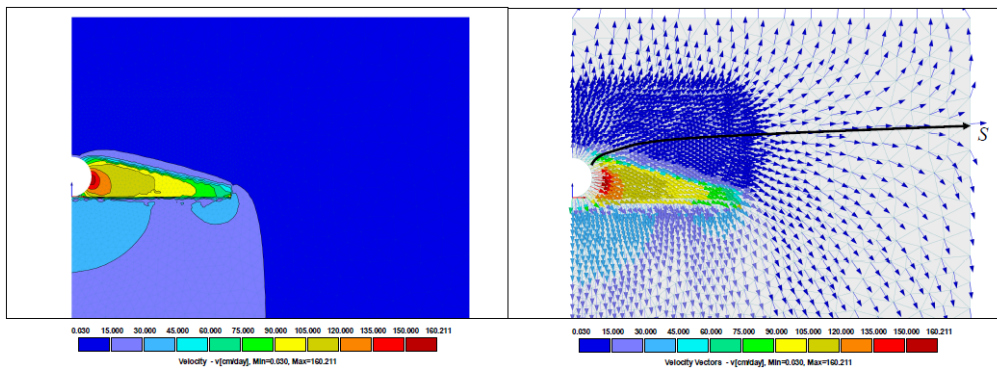 S
0.030 15.000 30.000 45.000 60.000 75.000 90.000 105.000 120.000 135.000 150.000 160.211
Velocity - v[cm/day], Min=0.030, Max=160.211
0.030 15.000 30.000 45.000 60.000 75.000 90.000 105.000 120.000 135.000 150.000 160.211
Velocity Vectors - v[cm/day], Min=0.030, Max=160.211